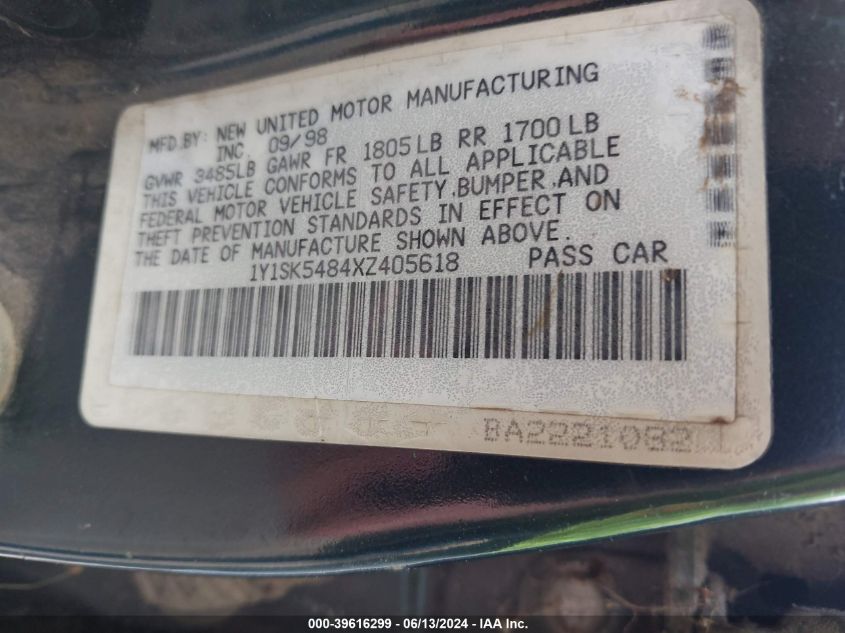 MFD.BY: NEW UNITED MOTOR MANUFACTURING
INC. 09/98
GVWR 3485LB GAWR FR 1805LB RR 1700LB
THIS VEHICLE CONFORMS TO ALL APPLICABLE
FEDERAL MOTOR VEHICLE SAFETY,BUMPER,AND
THEFT PREVENTION STANDARDS IN EFFECT ON
THE DATE OF MANUFACTURE SHOWN ABOVE.
1Y1SK5484XZ405618 PASS CAR
BA2221082
000-39616299 - 06/13/2024 - IAA Inc.